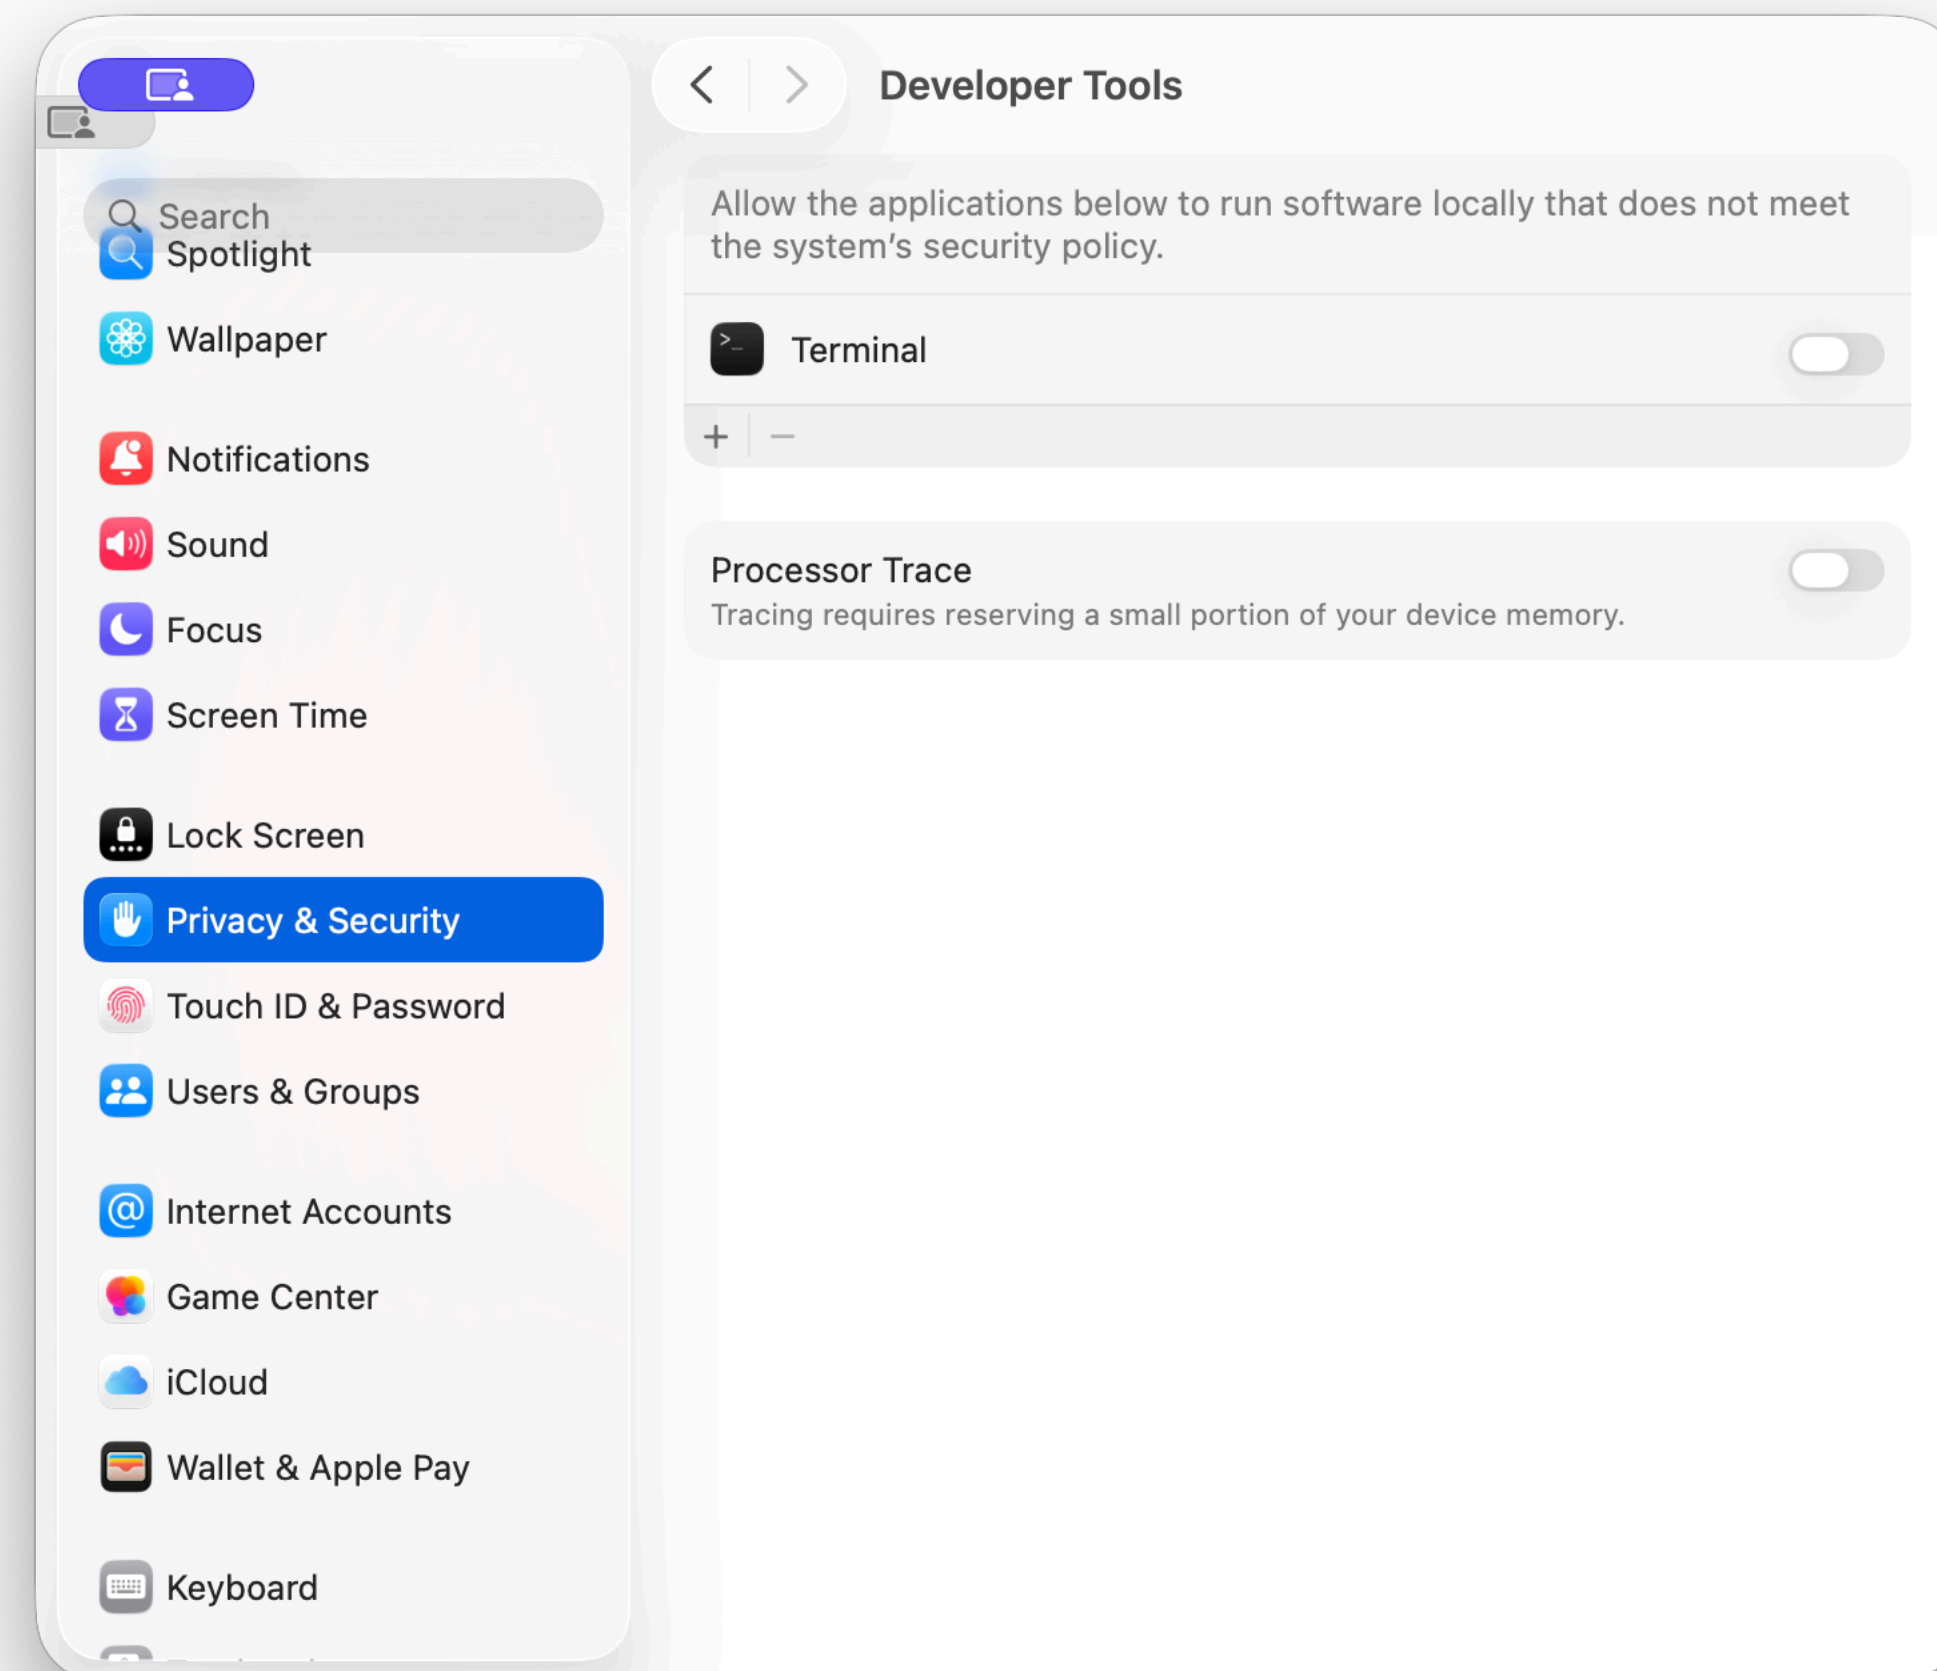 Search
Spotlight
Wallpaper
Notifications
Sound
Focus
Screen Time
Lock Screen
Privacy & Security
Touch ID & Password
Users & Groups
Internet Accounts
Game Center
iCloud
Wallet & Apple Pay
Keyboard
Developer Tools
Allow the applications below to run software locally that does not meet
the system’s security policy.
Terminal
Processor Trace
Tracing requires reserving a small portion of your device memory.